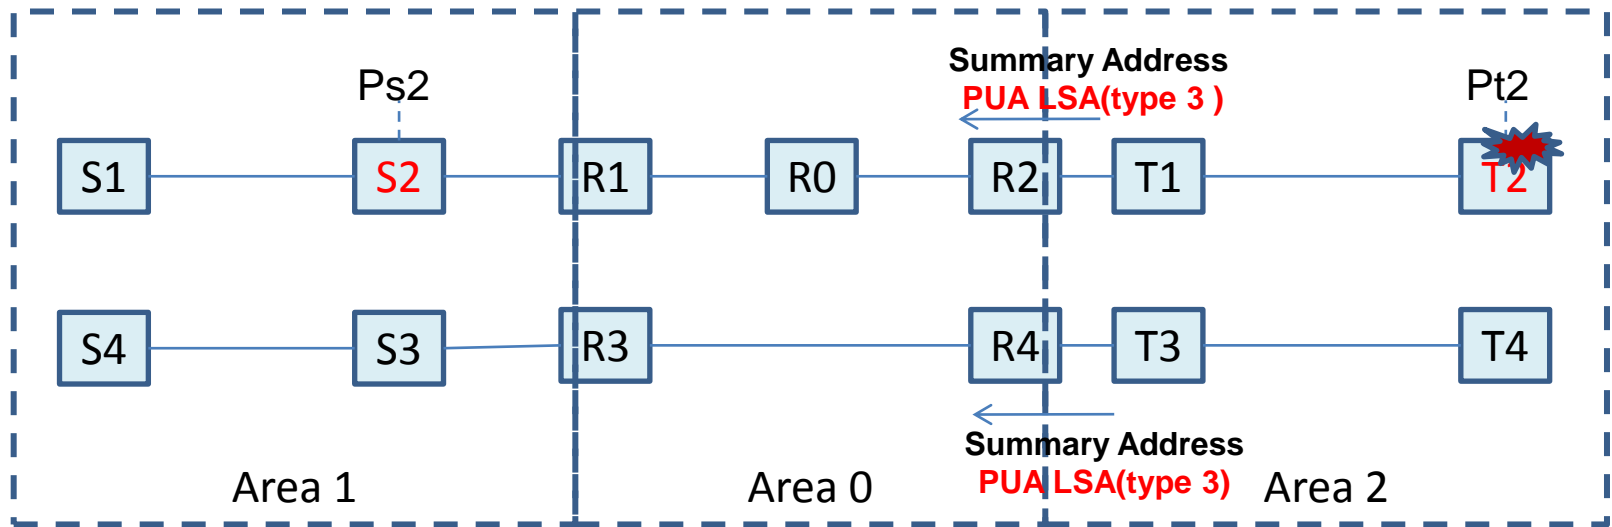 Summary Address
PUA LSA(type 3 )
Ps2
Pt2
S1
S2
R1
R0
R2
T1
T2
S4
S3
R3
R4
T3
T4
Summary Address
PUA LSA(type 3)
Area 1
Area 0
Area 2